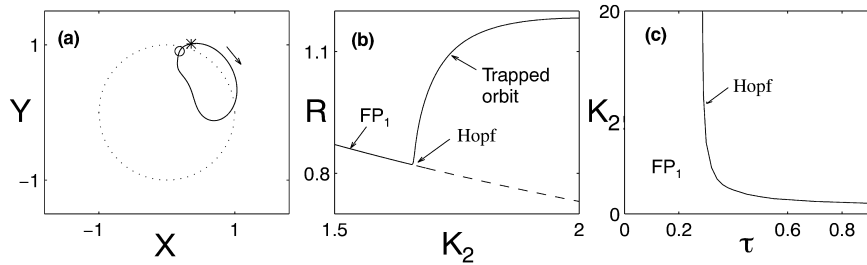 (a)
1
Y
−1
−1
X
1
(b)
1.1
Trapped
orbit
R
FP1
Hopf
0.8
1.5
K2
2
(c)
20
Hopf
K2
FP1
0
0
0.2
τ
0.6
0.8